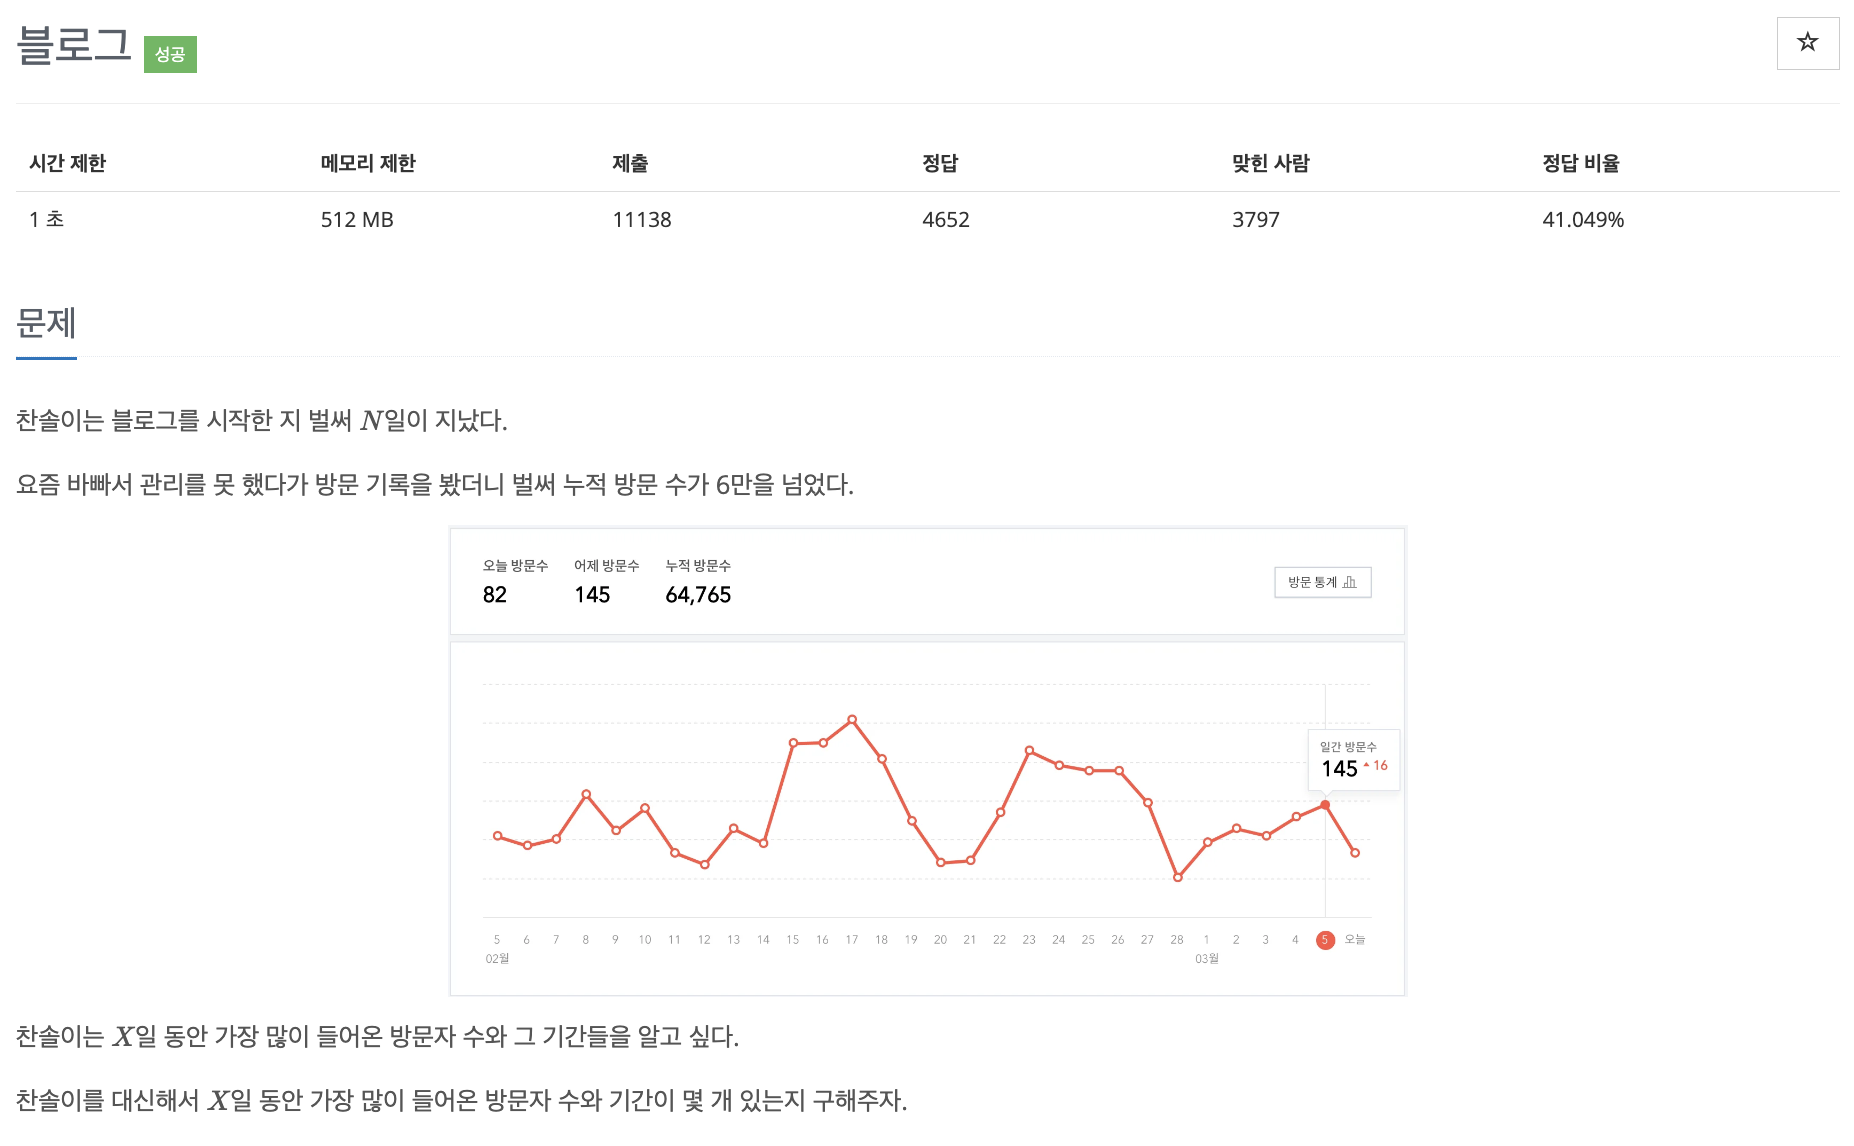 블로그 성공
시간 제한 메모리 제한 제출 정답 맞힌 사람 정답 비율
1 초 512 MB 11138 4652 3797 41.049%
문제
찬솔이는 블로그를 시작한 지 벌써 N일이 지났다.
요즘 바빠서 관리를 못 했다가 방문 기록을 봤더니 벌써 누적 방문 수가 6만을 넘었다.
오늘 방문수 어제 방문수 누적 방문수
82 145 64,765
방문 통계
일간 방문수
145 16
5 6 7 8 9 10 11 12 13 14 15 16 17 18 19 20 21 22 23 24 25 26 27 28 1 2 3 4 5 오늘
02월 03월
찬솔이는 X일 동안 가장 많이 들어온 방문자 수와 그 기간들을 알고 싶다.
찬솔이를 대신해서 X일 동안 가장 많이 들어온 방문자 수와 기간이 몇 개 있는지 구해주자.